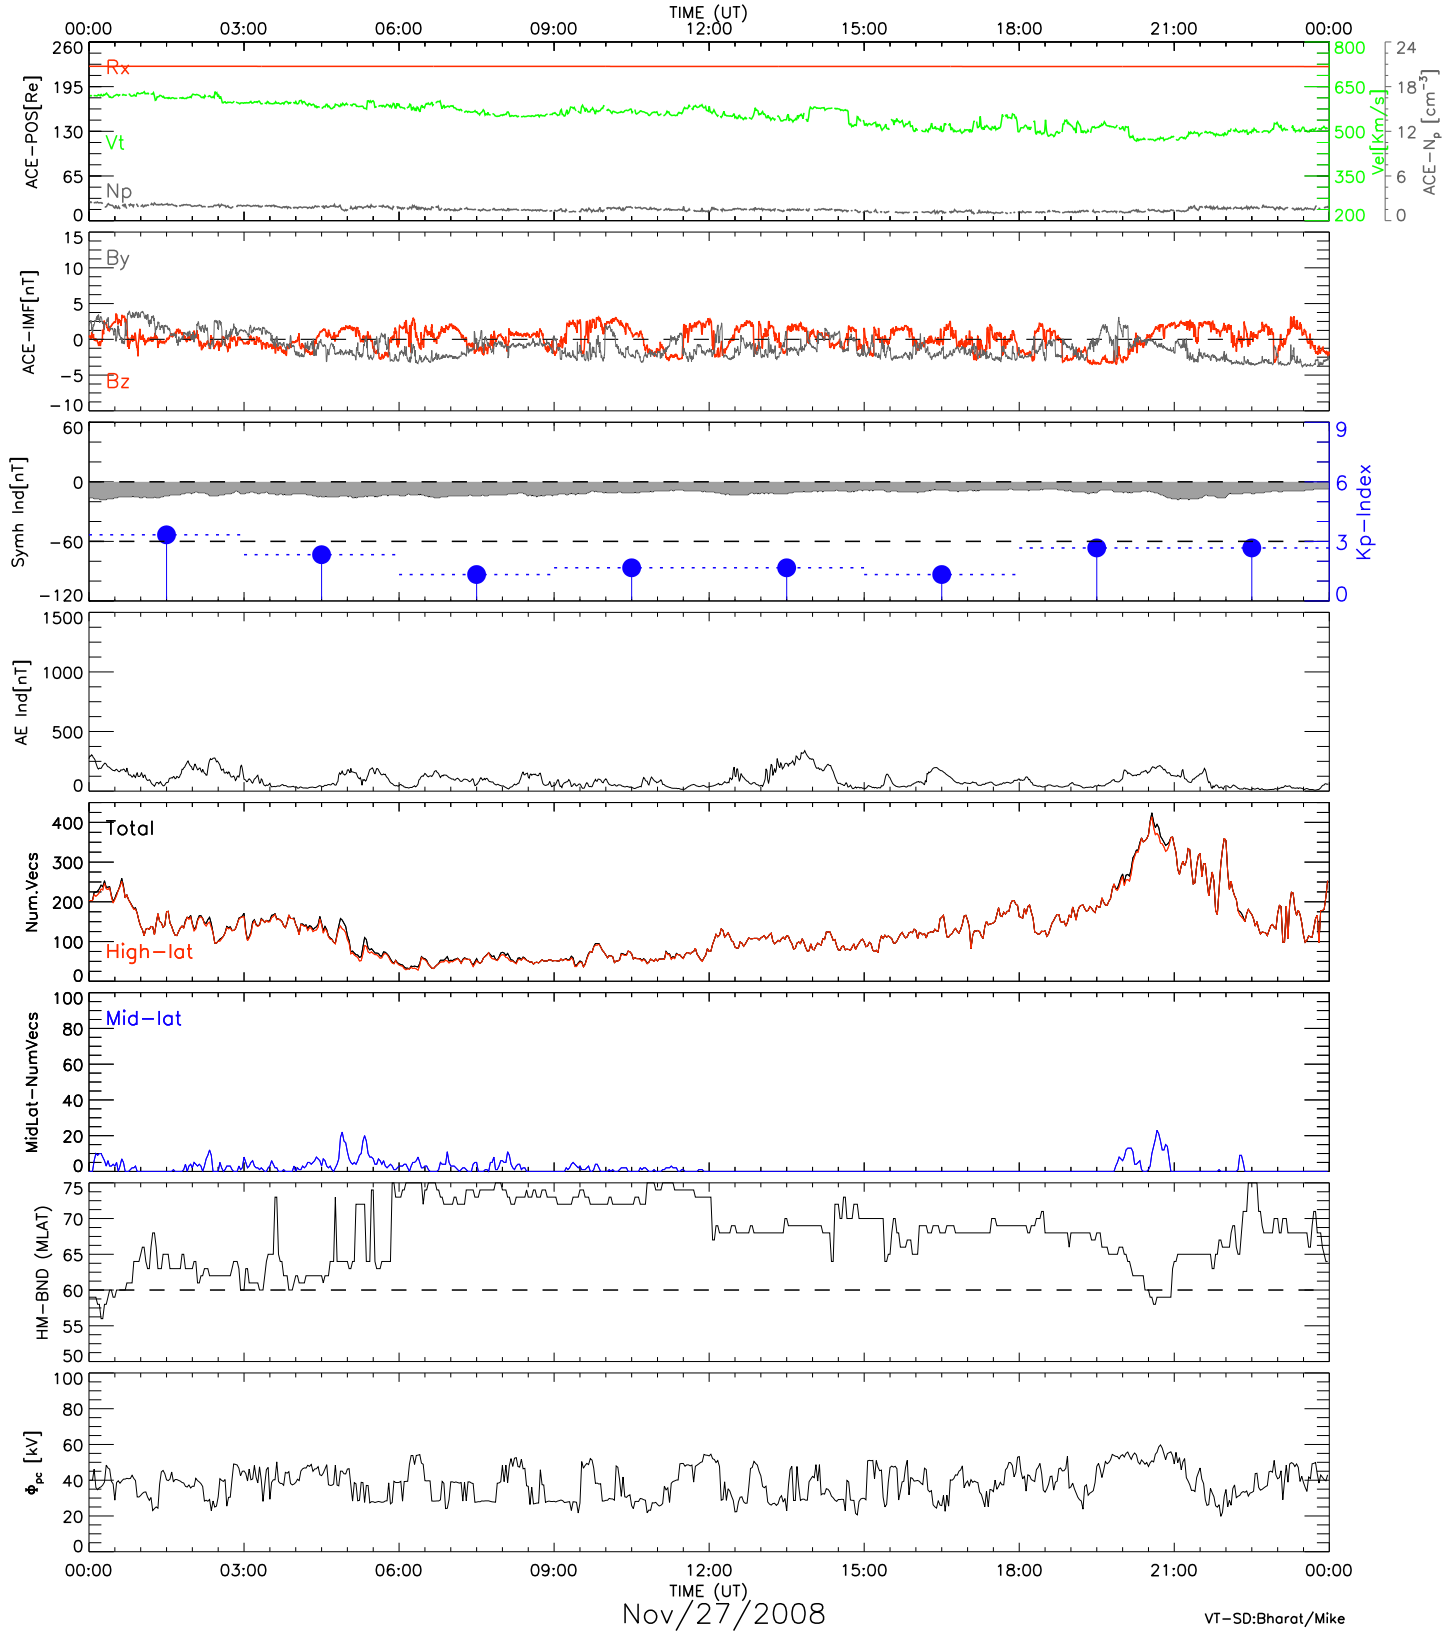 TIME (UT)
00:00 03:00 06:00 09:00 12:00 15:00 18:00 21:00 00:00
260 195 130 65 0
ACE-POS[Re]
Rx
Vt
Np
800 650 500 350 200
Vel[Km/s]
24 18 12 6 0
ACE-Np [cm⁻³]
15 10 5 0 -5 -10
ACE-IMF[nT]
By
Bz
60 0 -60 -120
Symh Ind[nT]
9 6 3 0
Kp-Index
1500 1000 500 0
AE Ind[nT]
400 300 200 100 0
Num.Vecs
Total
High-lat
100 80 60 40 20 0
MidLat-NumVecs
Mid-lat
75 70 65 60 55 50
HM-BND (MLAT)
100 80 60 40 20 0
Φpc [kV]
00:00 03:00 06:00 09:00 12:00 15:00 18:00 21:00 00:00
TIME (UT)
Nov/27/2008
VT-SD:Bharat/Mike